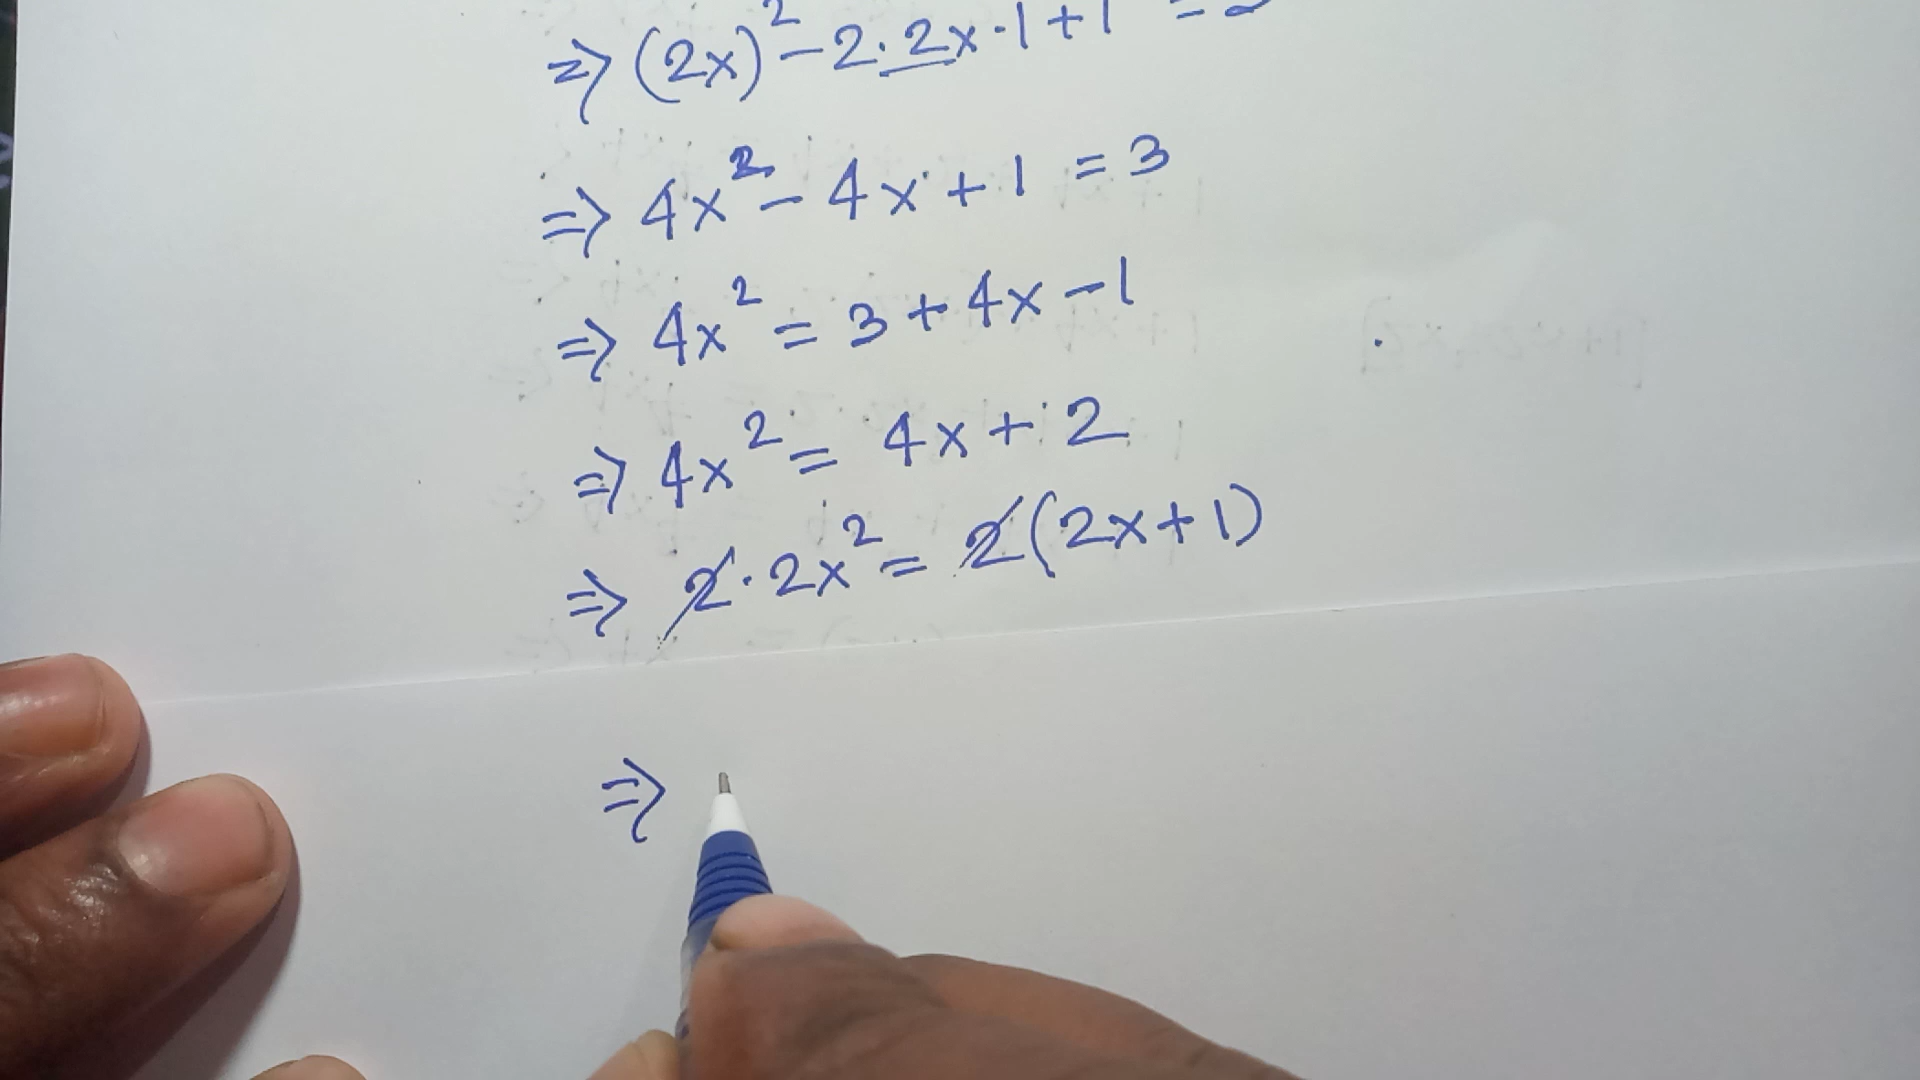 ⇒ (2x)² - 2·2x·1+1 =
⇒ 4x² - 4x + 1 = 3
⇒ 4x² = 3 + 4x - 1
⇒ 4x² = 4x + 2
⇒ 2·2x² = 2(2x+1)
⇒